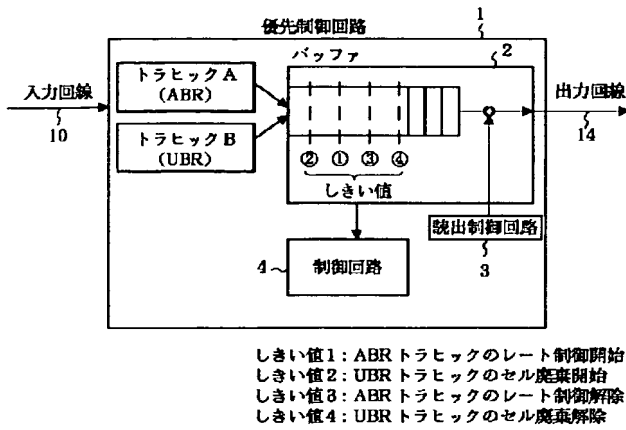 優先制御回路
1
バッファ
2
トラヒックA
(ABR)
トラヒックB
(UBR)
入力回線
10
出力回線
14
② ① ③ ④
しきい値
読出制御回路
3
4
制御回路
しきい値1：ABRトラヒックのレート制御開始
しきい値2：UBRトラヒックのセル廃棄開始
しきい値3：ABRトラヒックのレート制御解除
しきい値4：UBRトラヒックのセル廃棄解除